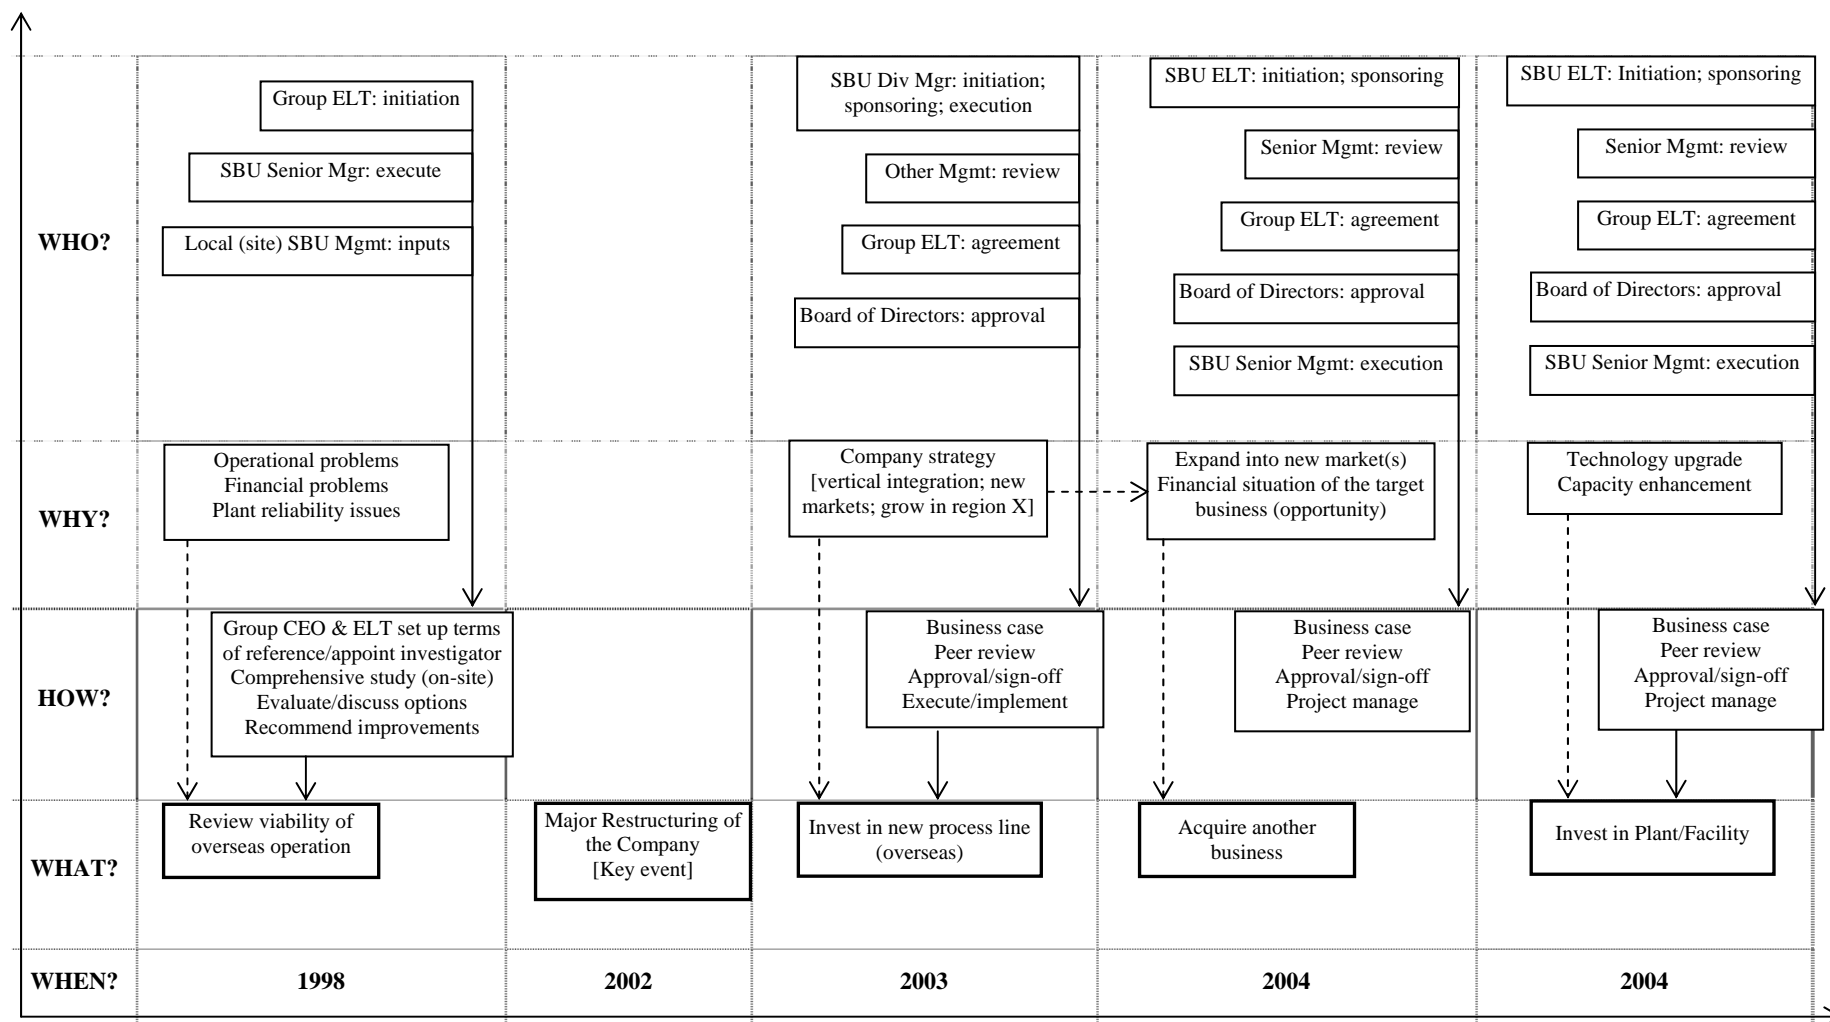 WHO?
Group ELT: initiation
SBU Senior Mgr: execute
Local (site) SBU Mgmt: inputs
SBU Div Mgr: initiation;
sponsoring; execution
Other Mgmt: review
Group ELT: agreement
Board of Directors: approval
SBU ELT: initiation; sponsoring
Senior Mgmt: review
Group ELT: agreement
Board of Directors: approval
SBU Senior Mgmt: execution
SBU ELT: Initiation; sponsoring
Senior Mgmt: review
Group ELT: agreement
Board of Directors: approval
SBU Senior Mgmt: execution
WHY?
Operational problems
Financial problems
Plant reliability issues
Company strategy
[vertical integration; new
markets; grow in region X]
Expand into new market(s)
Financial situation of the target
business (opportunity)
Technology upgrade
Capacity enhancement
HOW?
Group CEO & ELT set up terms
of reference/appoint investigator
Comprehensive study (on-site)
Evaluate/discuss options
Recommend improvements
Business case
Peer review
Approval/sign-off
Execute/implement
Business case
Peer review
Approval/sign-off
Project manage
Business case
Peer review
Approval/sign-off
Project manage
WHAT?
Review viability of
overseas operation
Major Restructuring of
the Company
[Key event]
Invest in new process line
(overseas)
Acquire another
business
Invest in Plant/Facility
WHEN?
1998
2002
2003
2004
2004